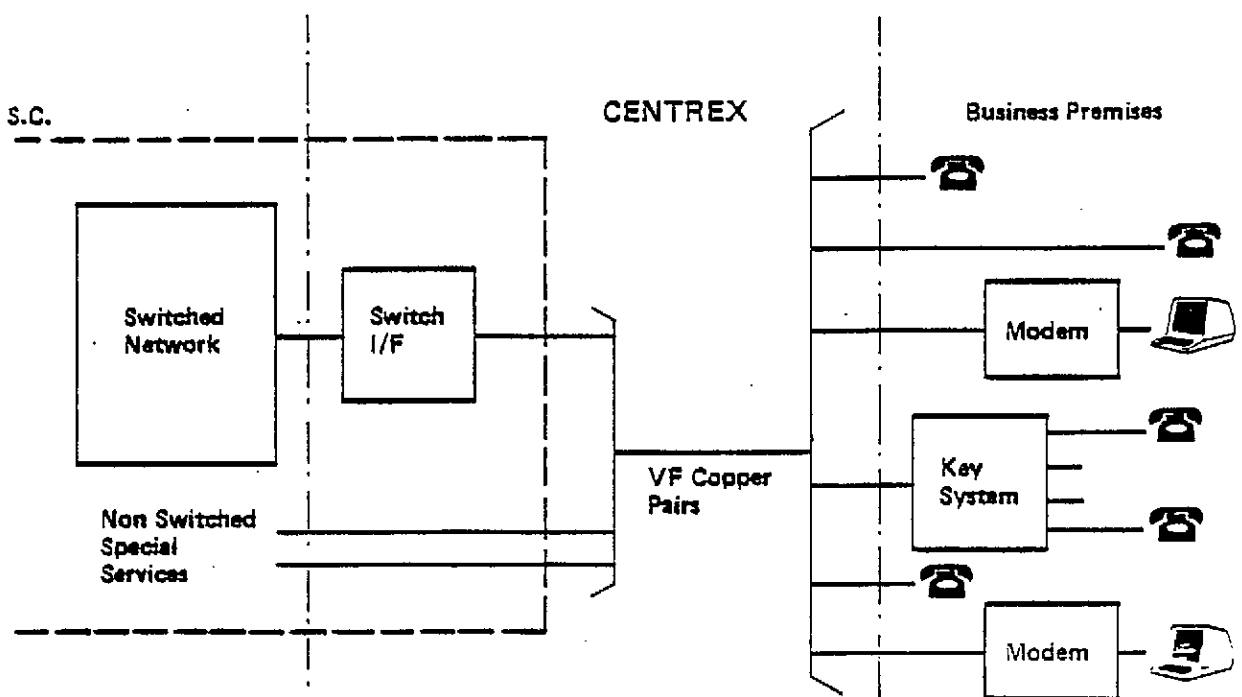 S.C.
CENTREX
Business Premises
Switched
Network
Switch
I/F
Modem
VF Copper
Pairs
Key
System
Non Switched
Special
Services
Modem